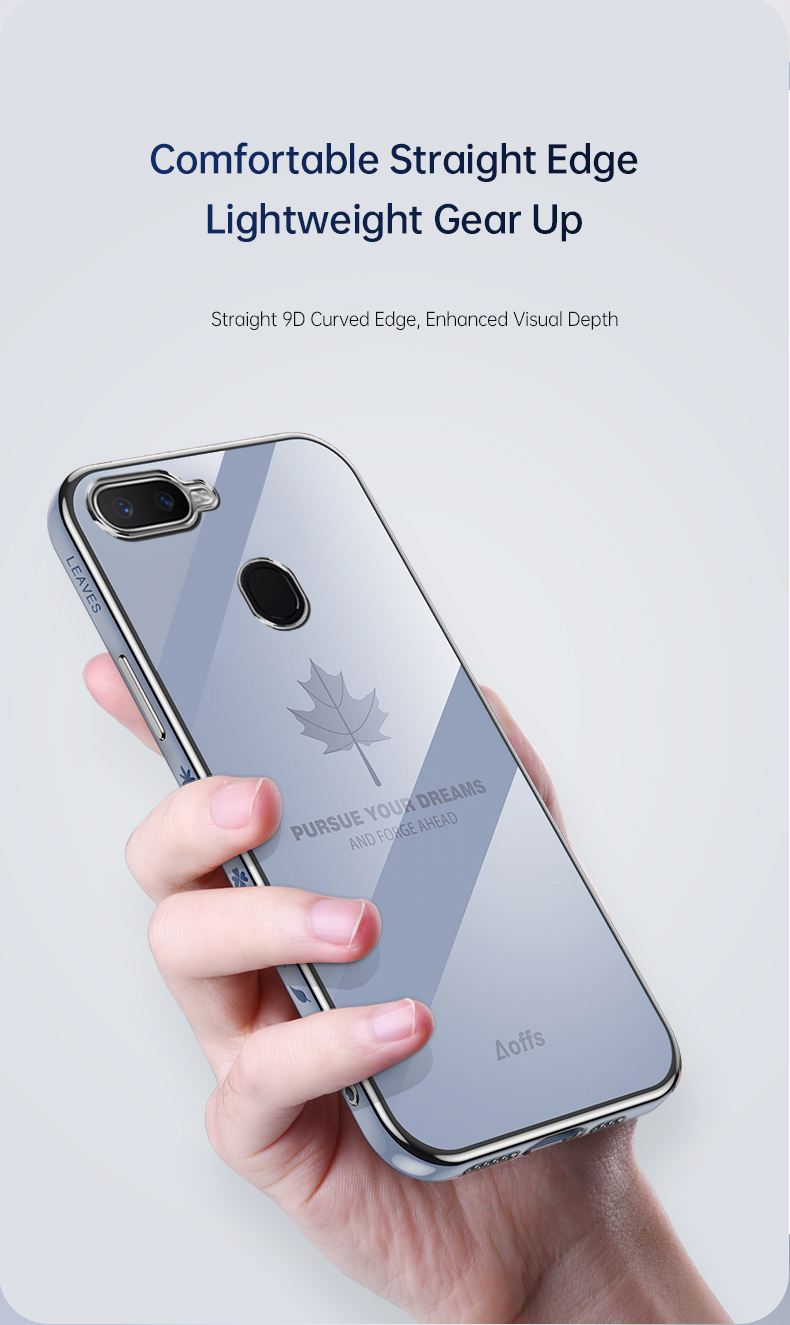 Comfortable Straight Edge
Lightweight Gear Up
Straight 9D Curved Edge, Enhanced Visual Depth
LEAVES
PURSUE YOUR DREAMS
AND FORGE AHEAD
Aoffs